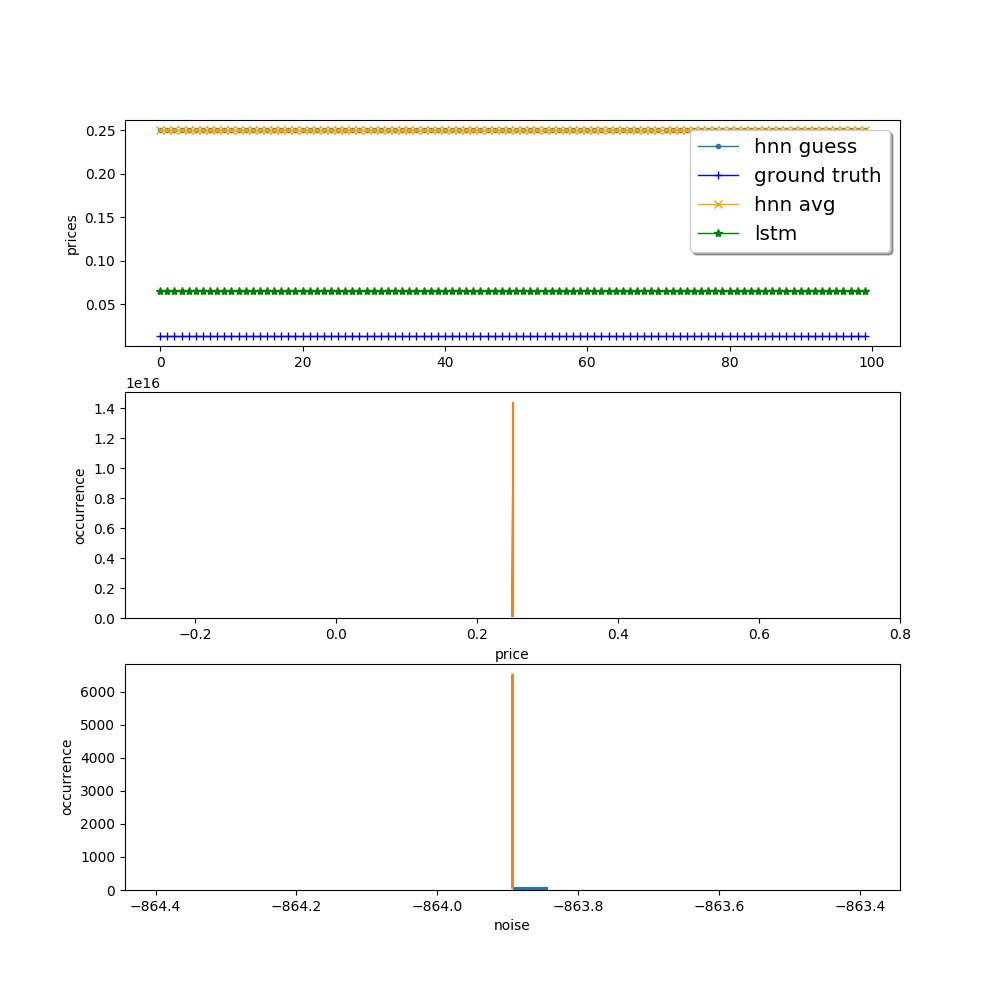 0.25
0.20
0.15
0.10
0.05
prices
hnn guess
ground truth
hnn avg
lstm
0 20 40 60 80 100
1e16
1.4
1.2
1.0
0.8
0.6
0.4
0.2
0.0
occurrence
−0.2 0.0 0.2 0.4 0.6 0.8
price
6000
5000
4000
3000
2000
1000
0
occurrence
−864.4 −864.2 −864.0 −863.8 −863.6 −863.4
noise